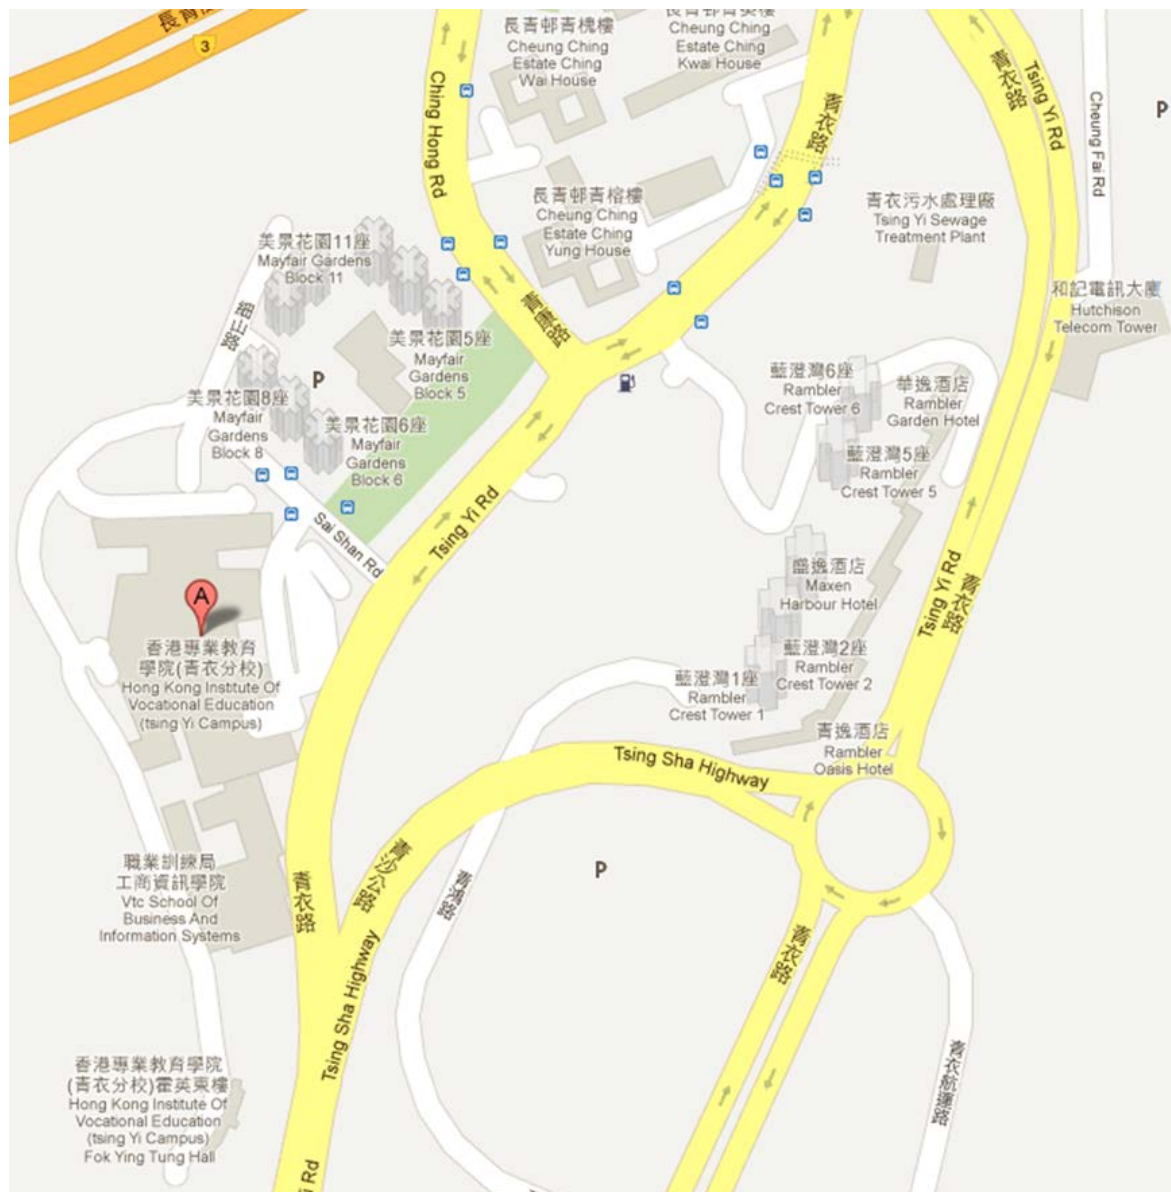 3
長青邨青槐樓
Cheung Ching
Estate Ching
Wai House
Cheung Ching
Estate Ching
Kwai House
Ching Hong Rd
青衣路
青衣路
Tsing Yi Rd
Cheung Fai Rd
P
長青邨青榕樓
Cheung Ching
Estate Ching
Yung House
青衣污水處理廠
Tsing Yi Sewage
Treatment Plant
美景花園11座
Mayfair Gardens
Block 11
青康路
和記電訊大廈
Hutchison
Telecom Tower
細山路
美景花園5座
Mayfair
Gardens
Block 5
P
美景花園8座
Mayfair
Gardens
Block 8
美景花園6座
Mayfair
Gardens
Block 6
藍澄灣6座
Rambler
Crest Tower 6
華逸酒店
Rambler
Garden Hotel
藍澄灣5座
Rambler
Crest Tower 5
Sai Shan Rd
Tsing Yi Rd
盛逸酒店
Maxen
Harbour Hotel
Tsing Yi Rd
青衣路
A
香港專業教育
學院(青衣分校)
Hong Kong Institute Of
Vocational Education
(tsing Yi Campus)
藍澄灣2座
Rambler
Crest Tower 2
藍澄灣1座
Rambler
Crest Tower 1
青逸酒店
Rambler
Oasis Hotel
Tsing Sha Highway
青沙公路
P
職業訓練局
工商資訊學院
Vtc School Of
Business And
Information Systems
青衣路
青鴻路
青衣路
Tsing Sha Highway
青衣航運路
香港專業教育學院
(青衣分校)霍英東樓
Hong Kong Institute Of
Vocational Education
(tsing Yi Campus)
Fok Ying Tung Hall
Rd